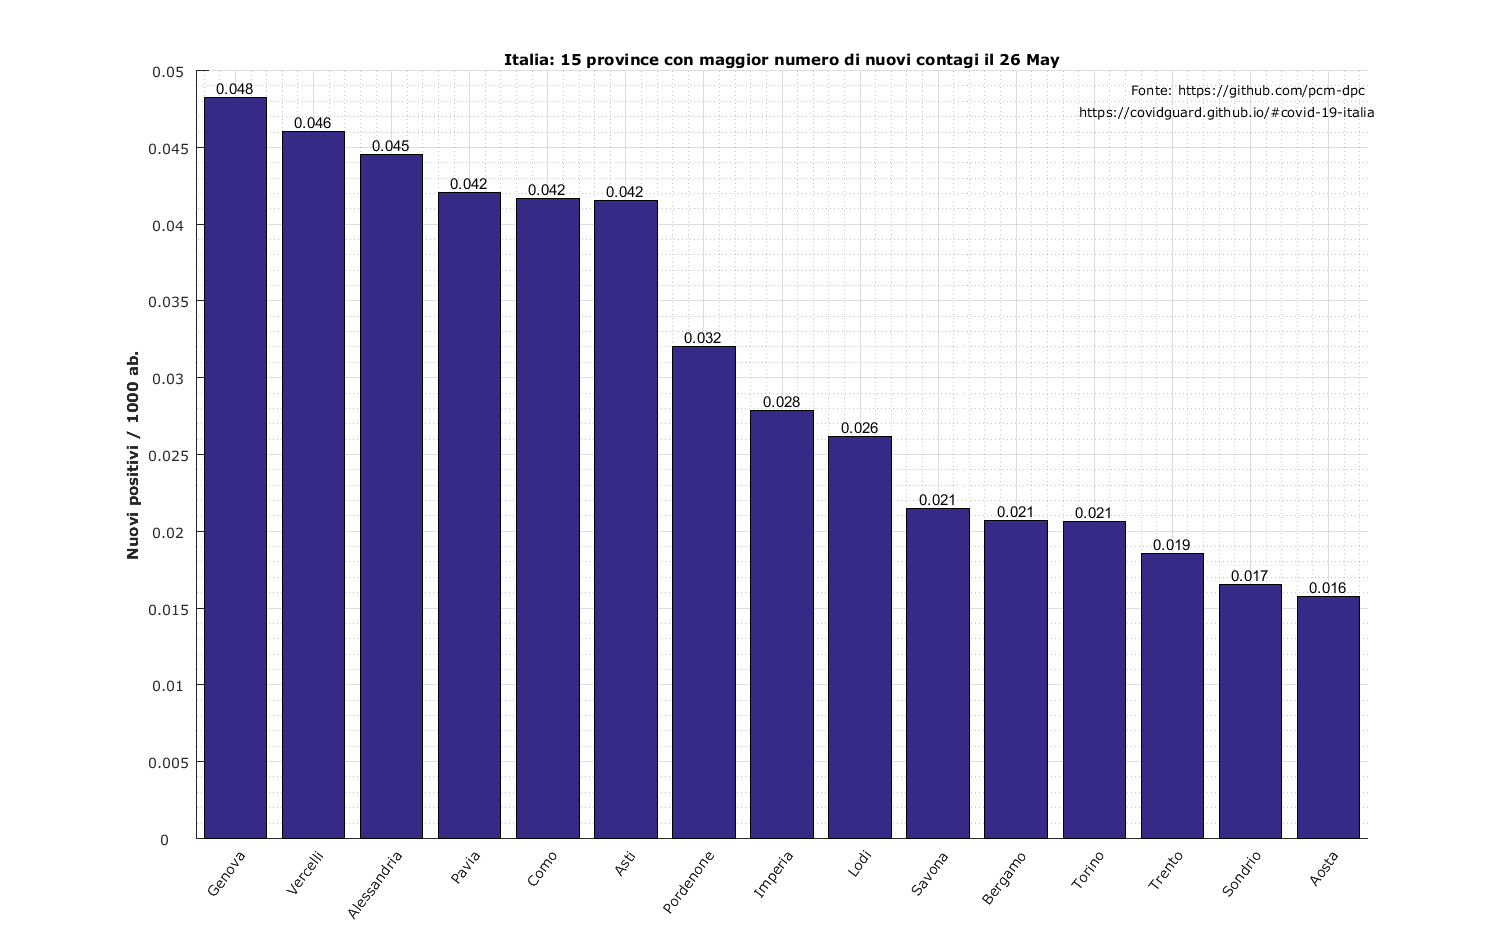 Italia: 15 province con maggior numero di nuovi contagi il 26 May
Fonte: https://github.com/pcm-dpc
https://covidguard.github.io/#covid-19-italia
Nuovi positivi / 1000 ab.
0.05
0.045
0.04
0.035
0.03
0.025
0.02
0.015
0.01
0.005
0
0.048
0.046
0.045
0.042
0.042
0.042
0.032
0.028
0.026
0.021
0.021
0.021
0.019
0.017
0.016
Genova
Vercelli
Alessandria
Pavia
Como
Asti
Pordenone
Imperia
Lodi
Savona
Bergamo
Torino
Trento
Sondrio
Aosta